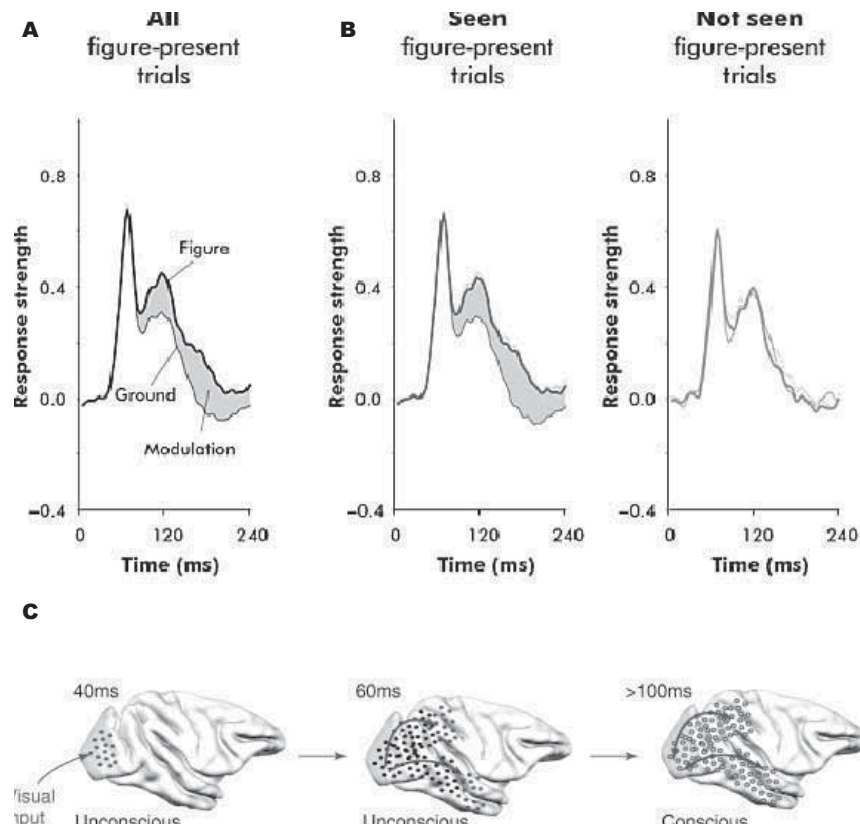 A
All
figure-present
trials
B
Seen
figure-present
trials
Not seen
figure-present
trials
Response strength
0.8
0.4
0.0
−0.4
Figure
Ground
Modulation
0
120
240
Time (ms)
Response strength
0.8
0.4
0.0
−0.4
0
120
240
Time (ms)
Response strength
0.8
0.4
0.0
−0.4
0
120
240
Time (ms)
C
40ms
60ms
>100ms
Visual
input
Unconscious
Unconscious
Conscious